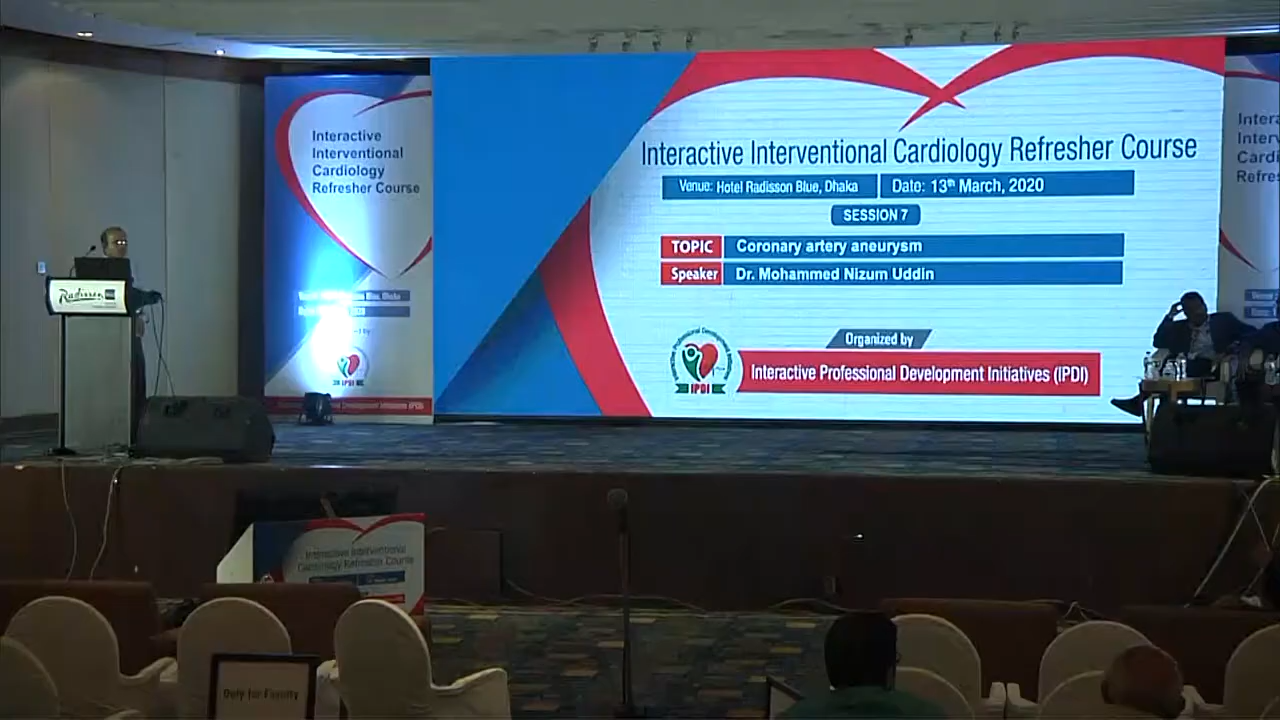 Interactive
Interventional
Cardiology
Refresher Course
Interactive Interventional Cardiology Refresher Course
Venue: Hotel Radisson Blue, Dhaka
Date: 13th March, 2020
SESSION 7
TOPIC
Coronary artery aneurysm
Speaker
Dr. Mohammed Nizum Uddin
Organized by
Interactive Professional Development Initiatives (IPDI)
IPDI
Radisson
Interactive Interventional
Cardiology Refresher Course
Only for Faculty